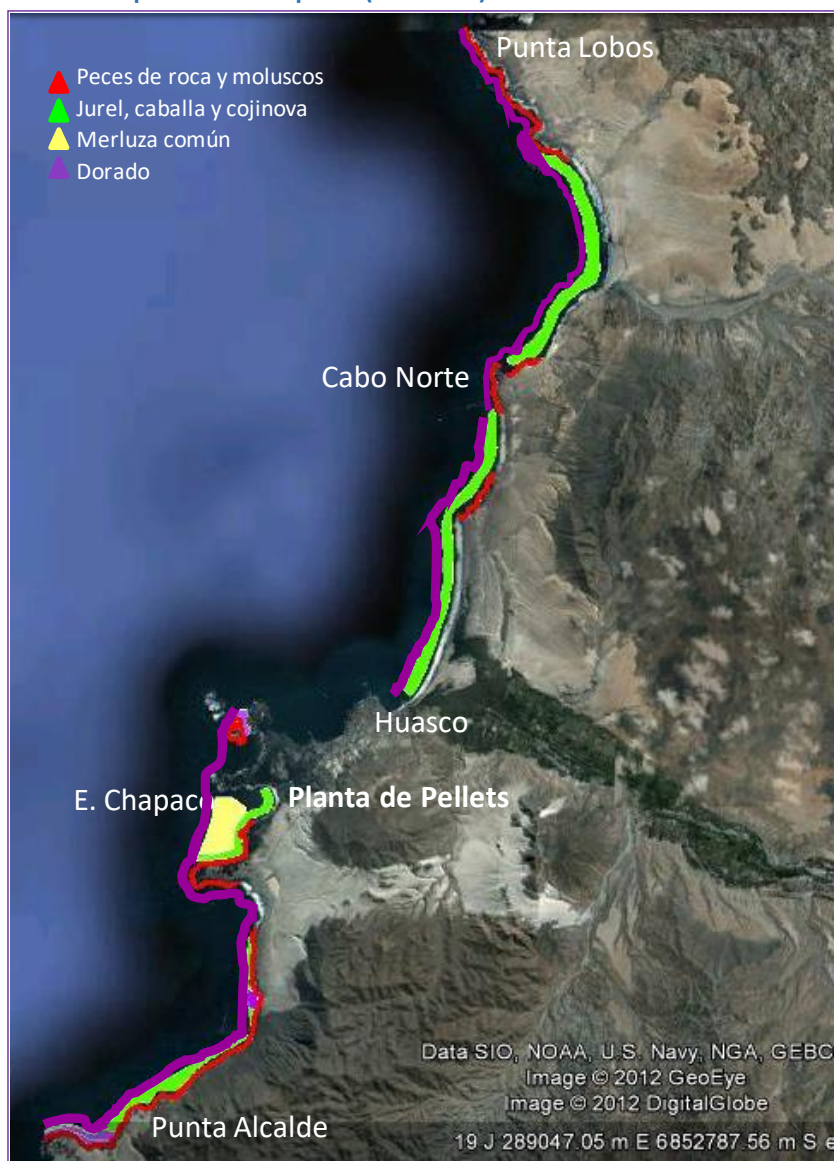 Punta Lobos
Peces de roca y moluscos
Jurel, caballa y cojinova
Merluza común
Dorado
Cabo Norte
Huasco
E. Chapaco
Planta de Pellets
Data SIO, NOAA, U.S. Navy, NGA, GEBC
Image © 2012 GeoEye
Image © 2012 DigitalGlobe
Punta Alcalde
19 J 289047.05 m E 6852787.56 m S e